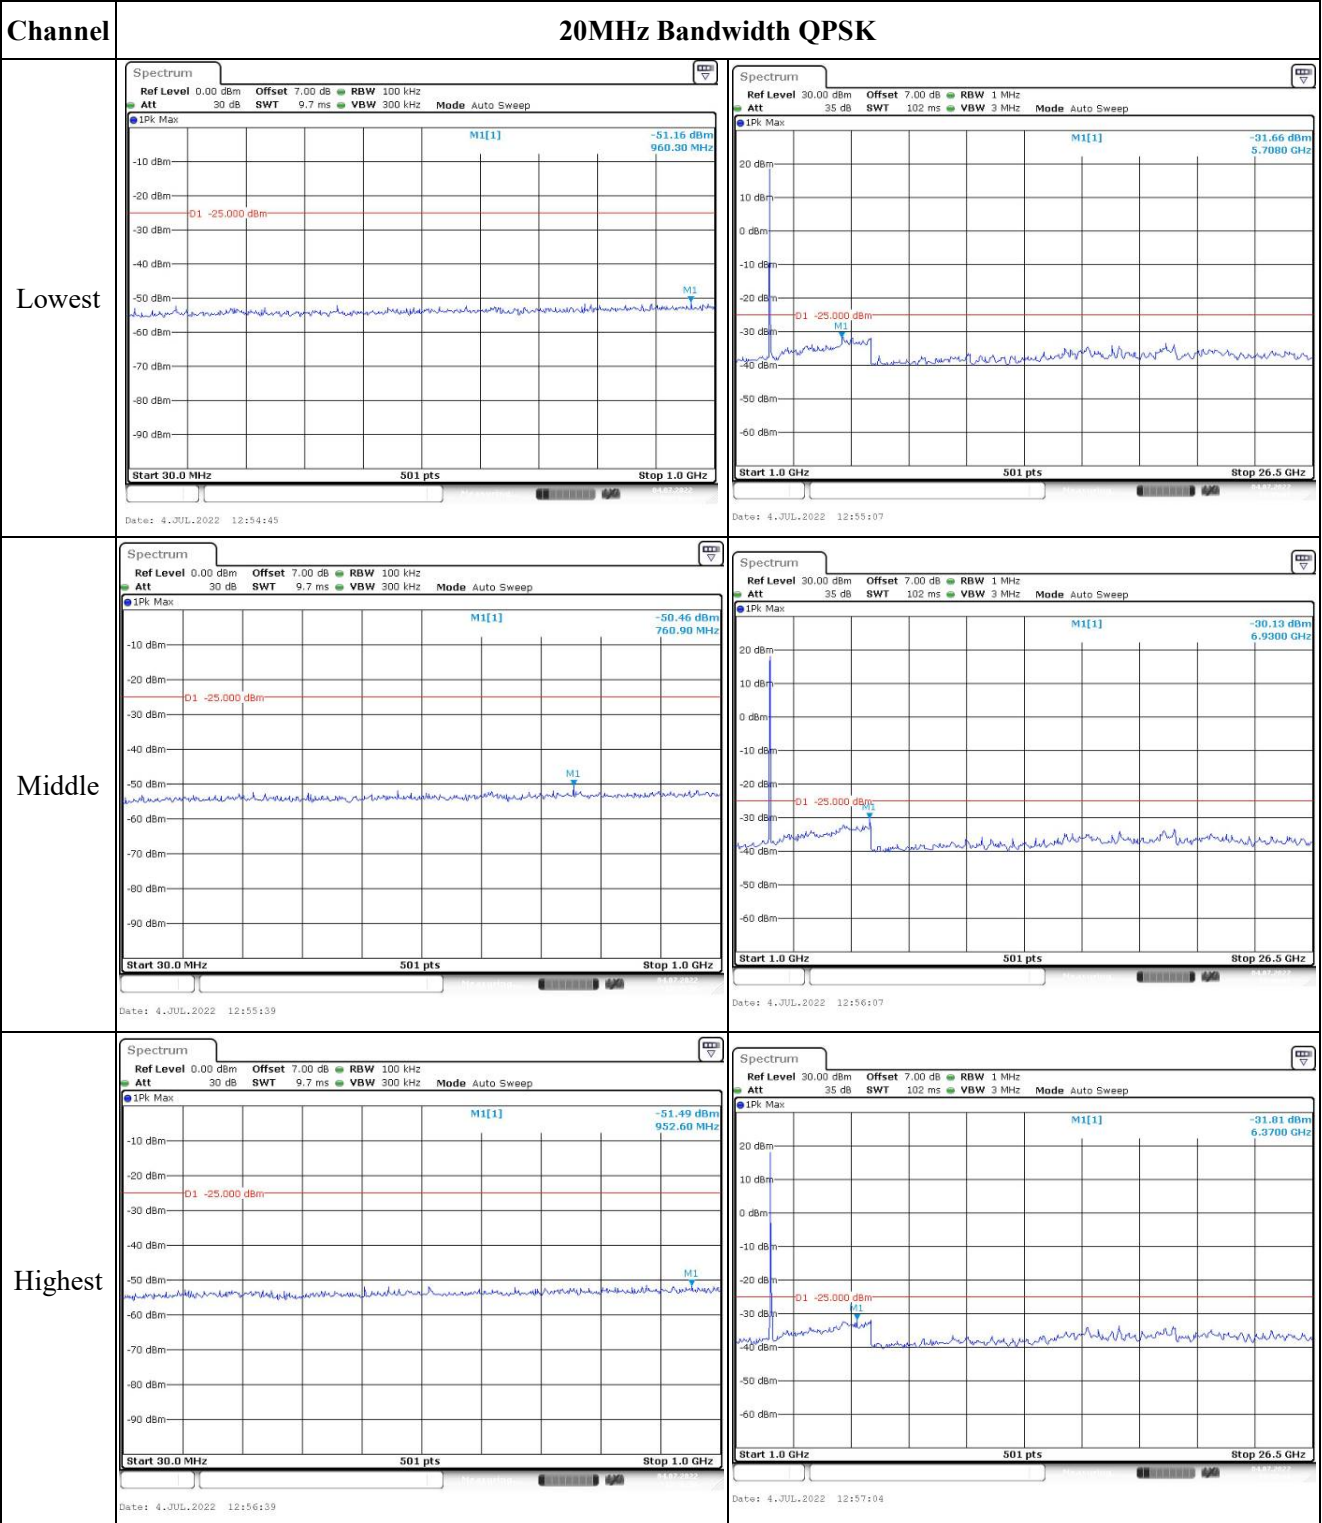 Channel
20MHz Bandwidth QPSK
Lowest
Spectrum
Ref Level 0.00 dBm Offset 7.00 dB RBW 100 kHz
Att 30 dB SWT 9.7 ms VBW 300 kHz Mode Auto Sweep
1Pk Max
M1[1] -51.16 dBm
960.30 MHz
-10 dBm
-20 dBm
D1 -25.000 dBm
-30 dBm
-40 dBm
-50 dBm
M1
-60 dBm
-70 dBm
-80 dBm
-90 dBm
Start 30.0 MHz 501 pts Stop 1.0 GHz
Date: 4.JUL.2022 12:54:45
Spectrum
Ref Level 30.00 dBm Offset 7.00 dB RBW 1 MHz
Att 35 dB SWT 102 ms VBW 3 MHz Mode Auto Sweep
1Pk Max
M1[1] -31.66 dBm
5.7080 GHz
20 dBm
10 dBm
0 dBm
-10 dBm
-20 dBm
D1 -25.000 dBm
M1
-30 dBm
-40 dBm
-50 dBm
-60 dBm
Start 1.0 GHz 501 pts Stop 26.5 GHz
Date: 4.JUL.2022 12:55:07
Middle
Spectrum
Ref Level 0.00 dBm Offset 7.00 dB RBW 100 kHz
Att 30 dB SWT 9.7 ms VBW 300 kHz Mode Auto Sweep
1Pk Max
M1[1] -50.46 dBm
760.90 MHz
-10 dBm
-20 dBm
D1 -25.000 dBm
-30 dBm
-40 dBm
M1
-50 dBm
-60 dBm
-70 dBm
-80 dBm
-90 dBm
Start 30.0 MHz 501 pts Stop 1.0 GHz
Date: 4.JUL.2022 12:55:39
Spectrum
Ref Level 30.00 dBm Offset 7.00 dB RBW 1 MHz
Att 35 dB SWT 102 ms VBW 3 MHz Mode Auto Sweep
1Pk Max
M1[1] -30.13 dBm
6.9300 GHz
20 dBm
10 dBm
0 dBm
-10 dBm
-20 dBm
D1 -25.000 dBm
M1
-30 dBm
-40 dBm
-50 dBm
-60 dBm
Start 1.0 GHz 501 pts Stop 26.5 GHz
Date: 4.JUL.2022 12:56:07
Highest
Spectrum
Ref Level 0.00 dBm Offset 7.00 dB RBW 100 kHz
Att 30 dB SWT 9.7 ms VBW 300 kHz Mode Auto Sweep
1Pk Max
M1[1] -51.49 dBm
952.60 MHz
-10 dBm
-20 dBm
D1 -25.000 dBm
-30 dBm
-40 dBm
M1
-50 dBm
-60 dBm
-70 dBm
-80 dBm
-90 dBm
Start 30.0 MHz 501 pts Stop 1.0 GHz
Date: 4.JUL.2022 12:56:39
Spectrum
Ref Level 30.00 dBm Offset 7.00 dB RBW 1 MHz
Att 35 dB SWT 102 ms VBW 3 MHz Mode Auto Sweep
1Pk Max
M1[1] -31.81 dBm
6.3700 GHz
20 dBm
10 dBm
0 dBm
-10 dBm
-20 dBm
D1 -25.000 dBm
M1
-30 dBm
-40 dBm
-50 dBm
-60 dBm
Start 1.0 GHz 501 pts Stop 26.5 GHz
Date: 4.JUL.2022 12:57:04